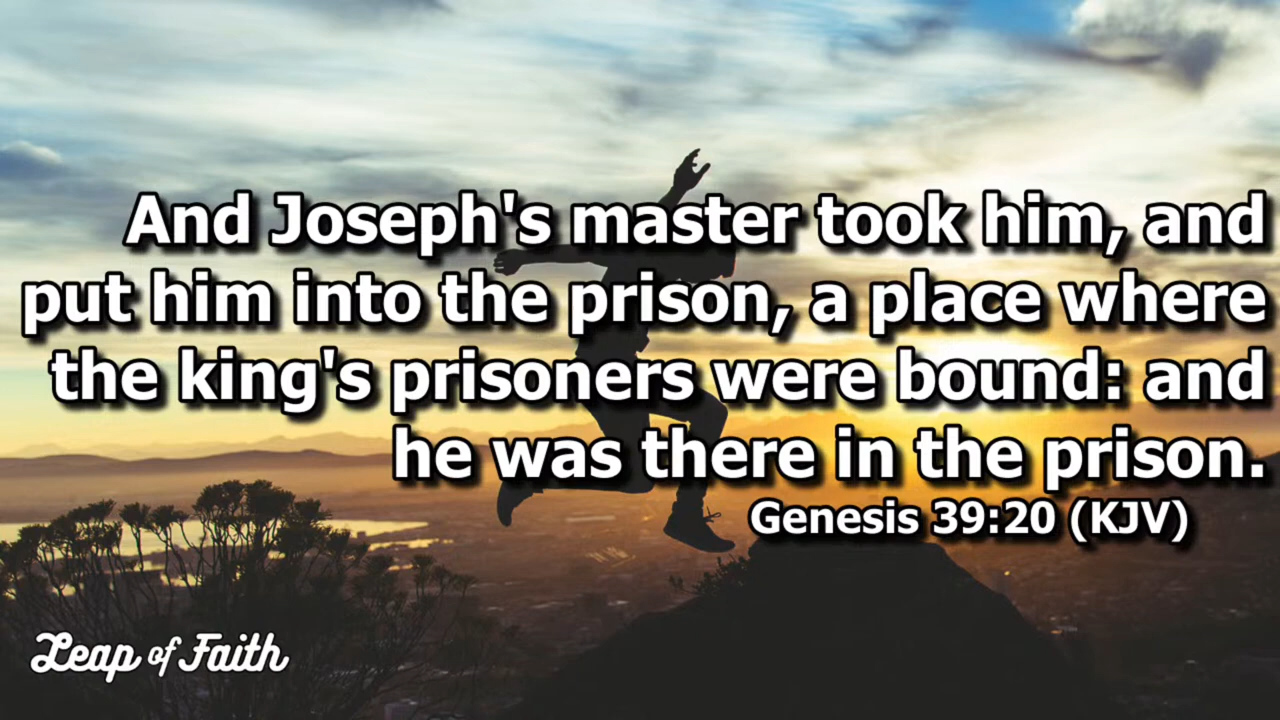 And Joseph's master took him, and
put him into the prison, a place where
the king's prisoners were bound: and
he was there in the prison.
Genesis 39:20 (KJV)
Leap of Faith